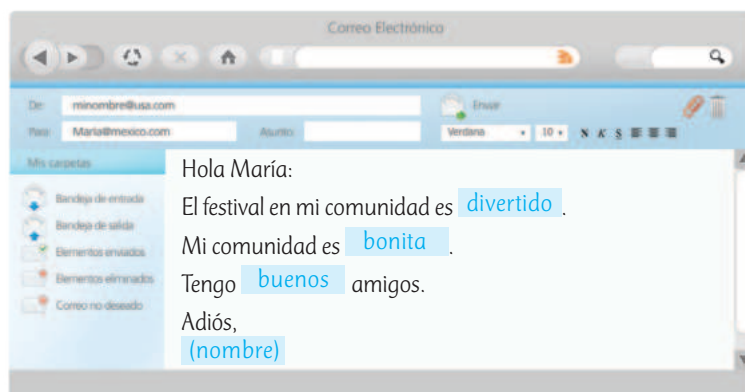 Correo Electrónico
De: minombre@usa.com Enviar
Para: Maria@mexico.com Asunto: Verdana 10 N K S
Mis carpetas
Bandeja de entrada
Bandeja de salida
Elementos enviados
Elementos eliminados
Correo no deseado
Hola María:
El festival en mi comunidad es divertido.
Mi comunidad es bonita.
Tengo buenos amigos.
Adiós,
(nombre)